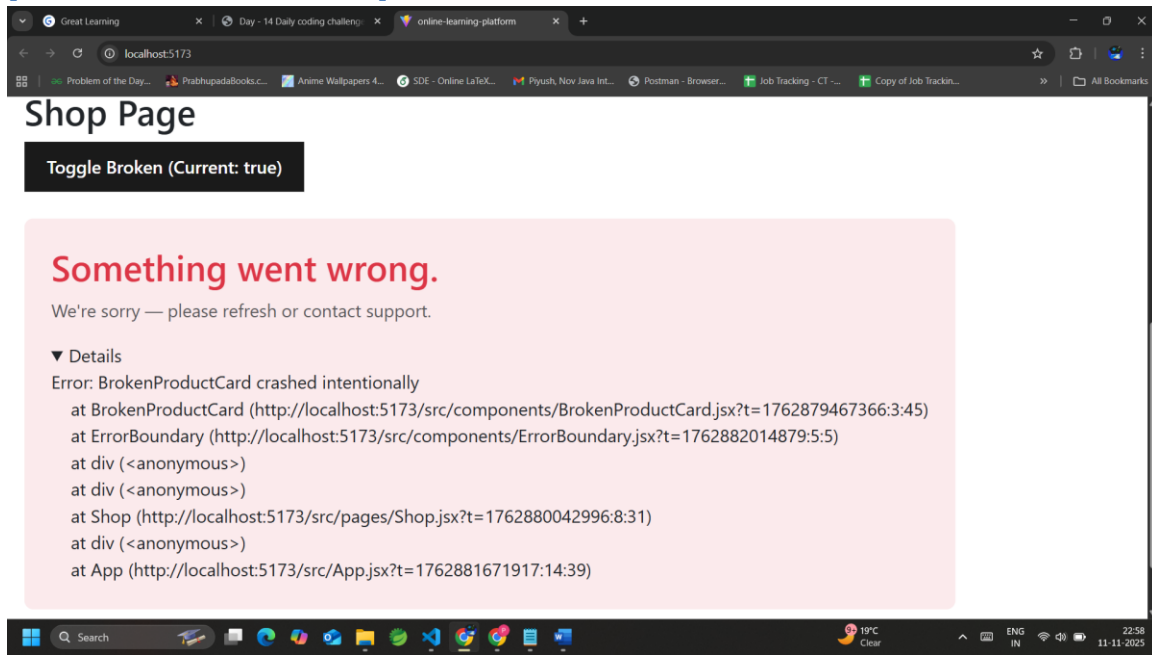 Great Learning
Day - 14 Daily coding challenge
online-learning-platform
localhost:5173
Problem of the Day...
PrabhupadaBooks.c...
Anime Wallpapers 4...
SDE - Online LaTeX...
Piyush, Nov Java Int...
Postman - Browser...
Job Tracking - CT -...
Copy of Job Trackin...
All Bookmarks
Shop Page
Toggle Broken (Current: true)
Something went wrong.
We're sorry — please refresh or contact support.
▼ Details
Error: BrokenProductCard crashed intentionally
at BrokenProductCard (http://localhost:5173/src/components/BrokenProductCard.jsx?t=1762879467366:3:45)
at ErrorBoundary (http://localhost:5173/src/components/ErrorBoundary.jsx?t=1762882014879:5:5)
at div (<anonymous>)
at div (<anonymous>)
at Shop (http://localhost:5173/src/pages/Shop.jsx?t=1762880042996:8:31)
at div (<anonymous>)
at App (http://localhost:5173/src/App.jsx?t=1762881671917:14:39)
Search
19°C
Clear
ENG
IN
22:58
11-11-2025